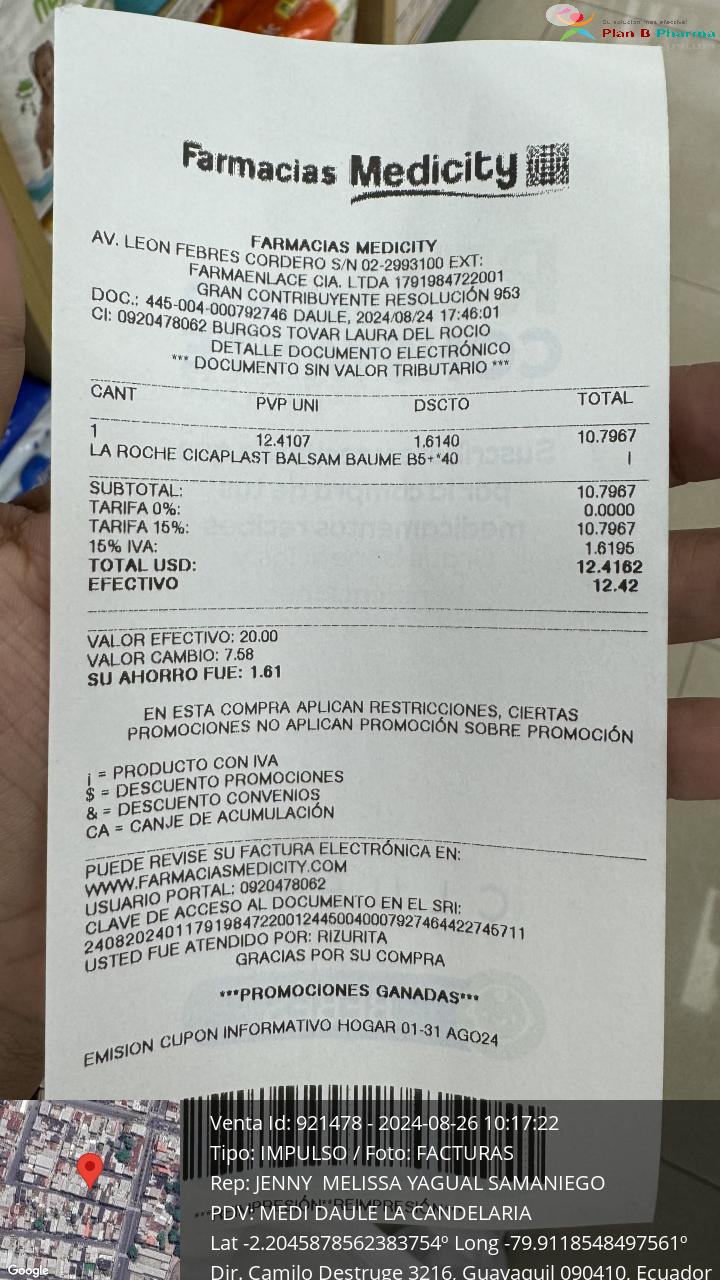 Su solución más efectiva!
Plan B Pharma
Farmacias Medicity
FARMACIAS MEDICITY
AV. LEON FEBRES CORDERO S/N 02-2993100 EXT:
FARMAENLACE CIA. LTDA 1791984722001
GRAN CONTRIBUYENTE RESOLUCIÓN 953
DOC.: 445-004-000792746 DAULE, 2024/08/24 17:46:01
CI: 0920478062 BURGOS TOVAR LAURA DEL ROCIO
DETALLE DOCUMENTO ELECTRÓNICO
*** DOCUMENTO SIN VALOR TRIBUTARIO ***
CANT PVP UNI DSCTO TOTAL
1 12.4107 1.6140 10.7967
LA ROCHE CICAPLAST BALSAM BAUME B5+*40 I
SUBTOTAL: 10.7967
TARIFA 0%: 0.0000
TARIFA 15%: 10.7967
15% IVA: 1.6195
TOTAL USD: 12.4162
EFECTIVO 12.42
VALOR EFECTIVO: 20.00
VALOR CAMBIO: 7.58
SU AHORRO FUE: 1.61
EN ESTA COMPRA APLICAN RESTRICCIONES, CIERTAS
PROMOCIONES NO APLICAN PROMOCIÓN SOBRE PROMOCIÓN
¡ = PRODUCTO CON IVA
$ = DESCUENTO PROMOCIONES
& = DESCUENTO CONVENIOS
CA = CANJE DE ACUMULACIÓN
PUEDE REVISE SU FACTURA ELECTRÓNICA EN:
WWW.FARMACIASMEDICITY.COM
USUARIO PORTAL: 0920478062
CLAVE DE ACCESO AL DOCUMENTO EN EL SRI:
2408202401179198472200124450040007927464422745711
USTED FUE ATENDIDO POR: RIZURITA
GRACIAS POR SU COMPRA
***PROMOCIONES GANADAS***
EMISION CUPON INFORMATIVO HOGAR 01-31 AGO24
Venta Id: 921478 - 2024-08-26 10:17:22
Tipo: IMPULSO / Foto: FACTURAS
Rep: JENNY MELISSA YAGUAL SAMANIEGO
PDV: MEDI DAULE LA CANDELARIA
Lat -2.2045878562383754º Long -79.9118548497561º
Dir. Camilo Destruge 3216, Guayaquil 090410, Ecuador
Google